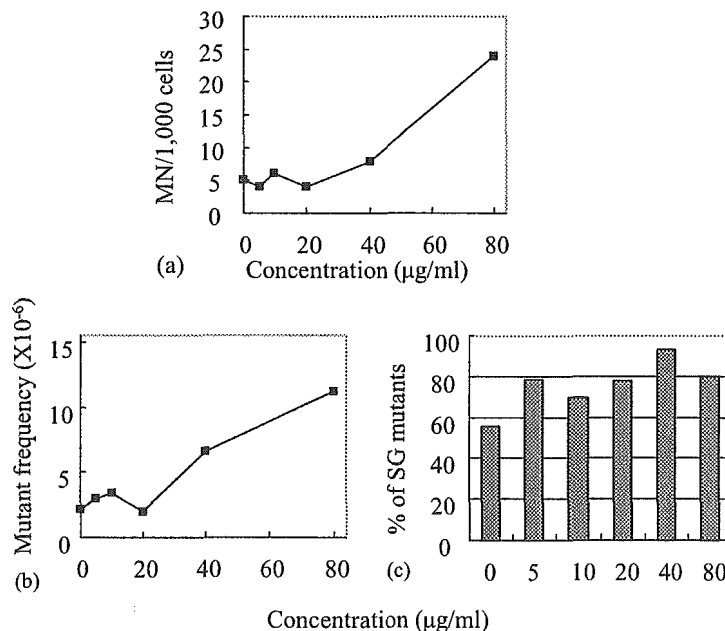 MN/1,000 cells
30
25
20
15
10
5
0
0 20 40 60 80
(a) Concentration (μg/ml)
Mutant frequency (X10⁻⁶)
15
10
5
0
0 20 40 60 80
(b)
% of SG mutants
100
80
60
40
20
0 5 10 20 40 80
(c)
Concentration (μg/ml)